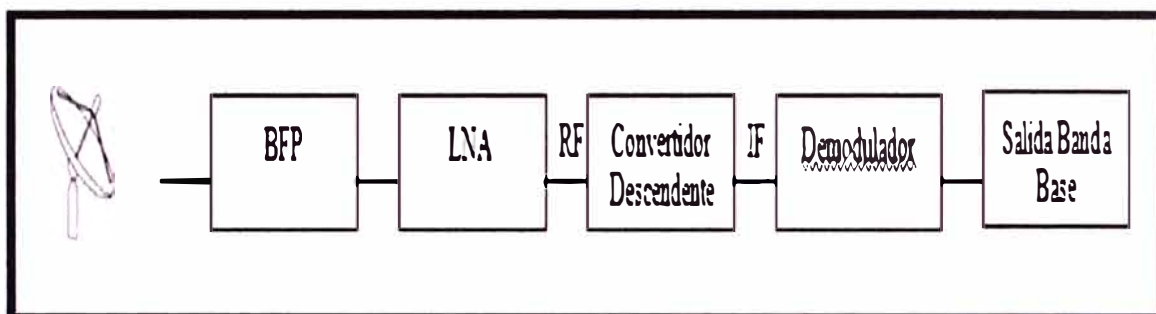 BFP
LNA
RF
Convertidor
Descendente
IF
Demodulador
Salida Banda
Base